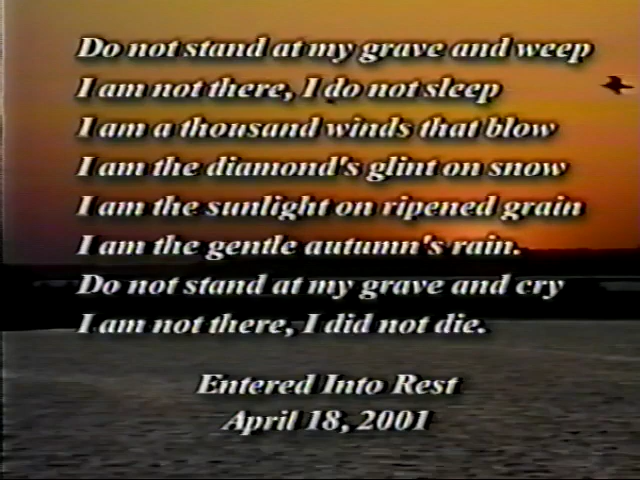 Do not stand at my grave and weep
I am not there, I do not sleep
I am a thousand winds that blow
I am the diamond's glint on snow
I am the sunlight on ripened grain
I am the gentle autumn's rain.
Do not stand at my grave and cry
I am not there, I did not die.
Entered Into Rest
April 18, 2001